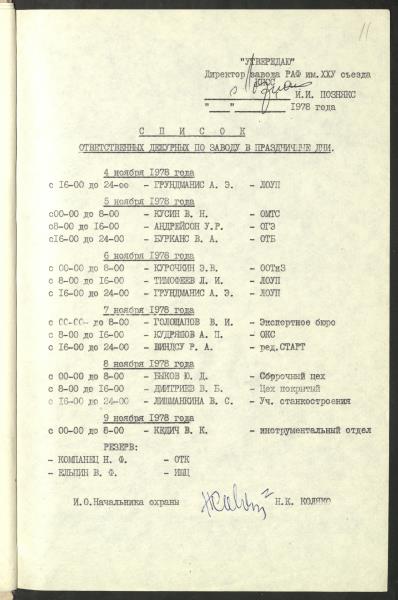 11
"УТВЕРЖДАЮ"
Директор завода РАФ им.ХХУ съезда
КПСС
И.И. ПОЗНЯКС
" " 1978 года
С П И С О К
ОТВЕТСТВЕННЫХ ДЕЖУРНЫХ ПО ЗАВОДУ В ПРАЗДНИЧНЫЕ ДНИ.
4 ноября 1978 года
с 16-00 до 24-00 - ГРУНДМАНИС А. Э. - ЛОУП
5 ноября 1978 года
с00-00 до 8-00 - КУСИН В. Н. - ОМТС
с8-00 до 16-00 - АНДРЕЙСОН У.Р. - ОГЭ
с16-00 до 24-00 - БУРКАНС В. А. - ОТБ
6 ноября 1978 года
с 00-00 до 8-00 - КУРОЧКИН Э.В. - ООТиЗ
с 8-00 до 16-00 - ТИМОФЕЕВ Л. И. - ЛОУП
с 16-00 до 24-00 - ГРУНДМАНИС А. Э. - ЛОУП
7 ноября 1978 года
с 00-00- до 8-00 - ГОЛОЩАПОВ В. И. - Экспортное бюро
с 8-00 до 16-00 - КУДРЯШОВ А. П. - ОКС
с 16-00 до 24-00 - ВИНДСУ Р. А. - ред.СТАРТ
8 ноября 1978 года
с 00-00 до 8-00 - БЫКОВ Ю. Д. - Сборочный цех
с 8-00 до 16-00 - ДМИТРИЕВ В. Б. - Цех покрытий
с 16-00 до 24-00 - ЛИШМАНКИНА В. С. - Уч. станкостроения
9 ноября 1978 года
с 00-00 до 8-00 - КЕДИЧ В. К. - инструментальный отдел
РЕЗЕРВ:
- КОМПАНЕЦ Н. Ф. - ОТК
- ЕЛЬКИН В. Ф. - ИМЦ
И.О.Начальника охраны Н.К. КОЛЯКО